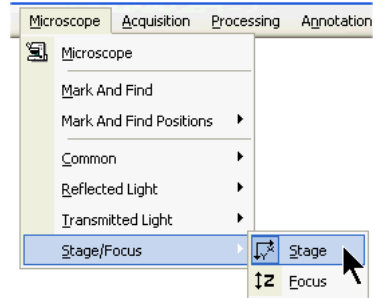 Microscope Acquisition Processing Annotation
Microscope
Mark And Find
Mark And Find Positions
Common
Reflected Light
Transmitted Light
Stage/Focus
Stage
Focus